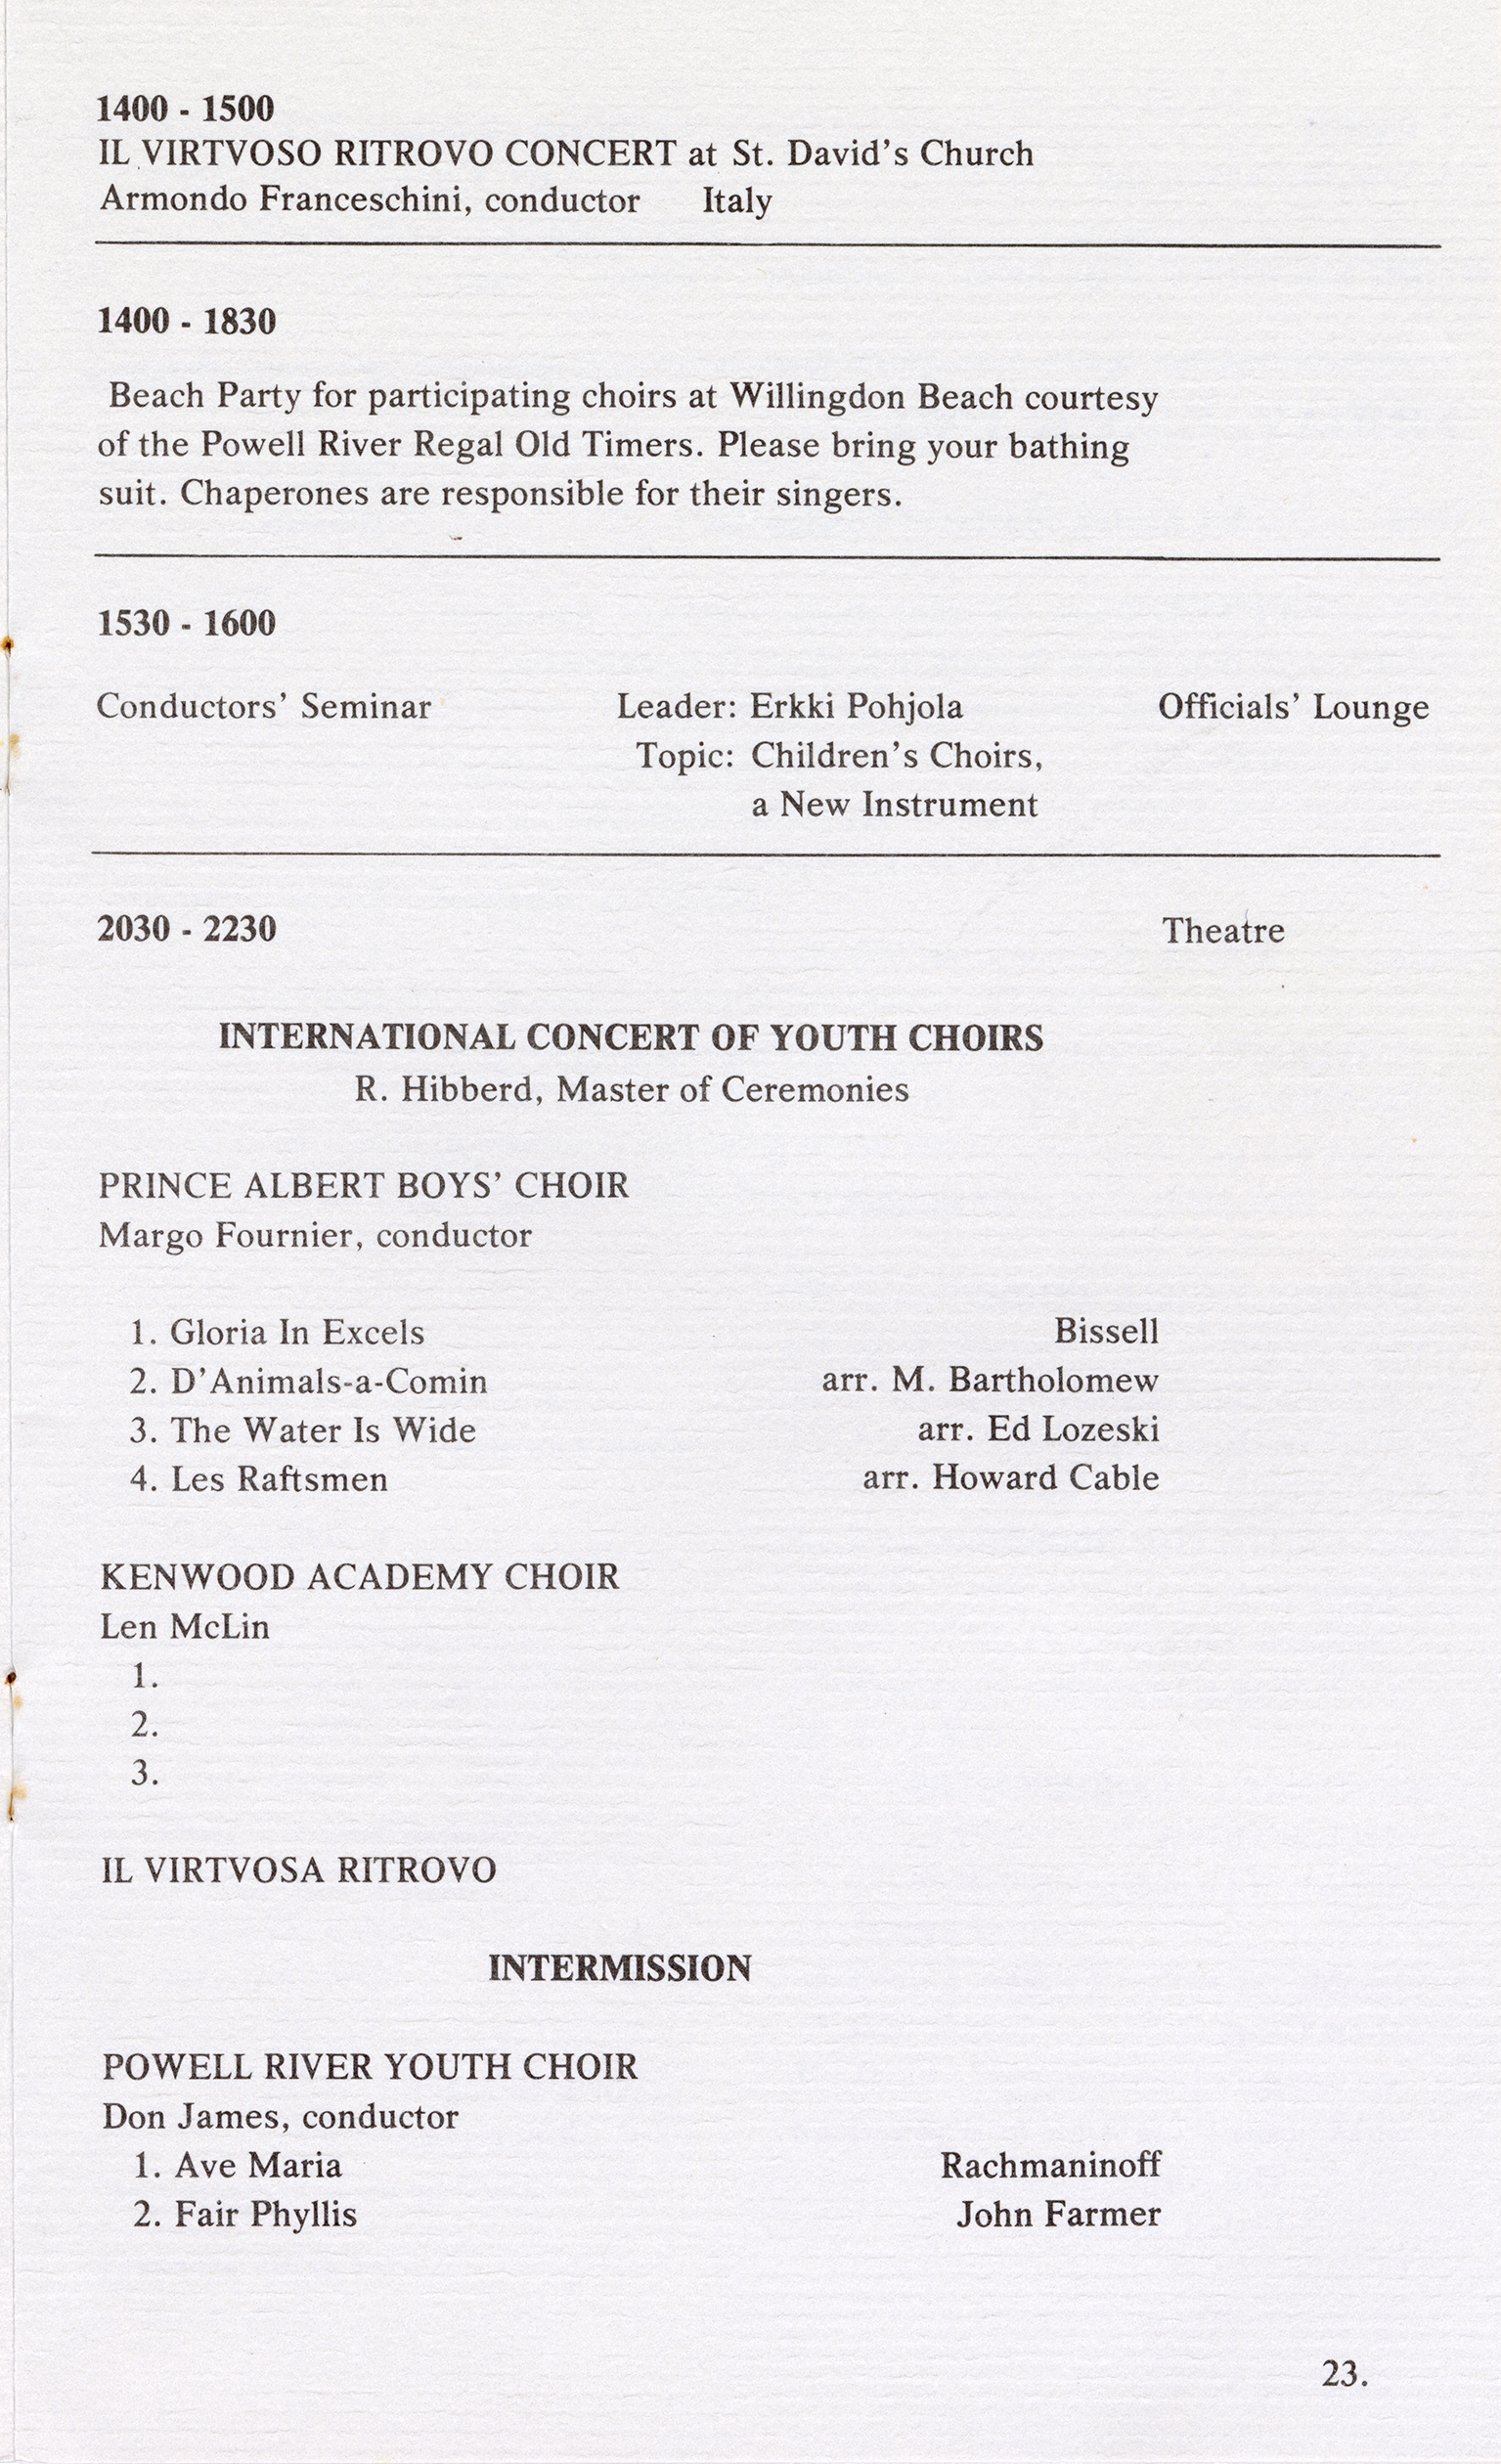 1400 - 1500
IL VIRTVOSO RITROVO CONCERT at St. David's Church
Armondo Franceschini, conductor Italy
1400 - 1830
Beach Party for participating choirs at Willingdon Beach courtesy
of the Powell River Regal Old Timers. Please bring your bathing
suit. Chaperones are responsible for their singers.
1530 - 1600
Conductors' Seminar Leader: Erkki Pohjola Officials' Lounge
Topic: Children's Choirs,
a New Instrument
2030 - 2230 Theatre
INTERNATIONAL CONCERT OF YOUTH CHOIRS
R. Hibberd, Master of Ceremonies
PRINCE ALBERT BOYS' CHOIR
Margo Fournier, conductor
1. Gloria In Excels Bissell
2. D'Animals-a-Comin arr. M. Bartholomew
3. The Water Is Wide arr. Ed Lozeski
4. Les Raftsmen arr. Howard Cable
KENWOOD ACADEMY CHOIR
Len McLin
1.
2.
3.
IL VIRTVOSA RITROVO
INTERMISSION
POWELL RIVER YOUTH CHOIR
Don James, conductor
1. Ave Maria Rachmaninoff
2. Fair Phyllis John Farmer
23.